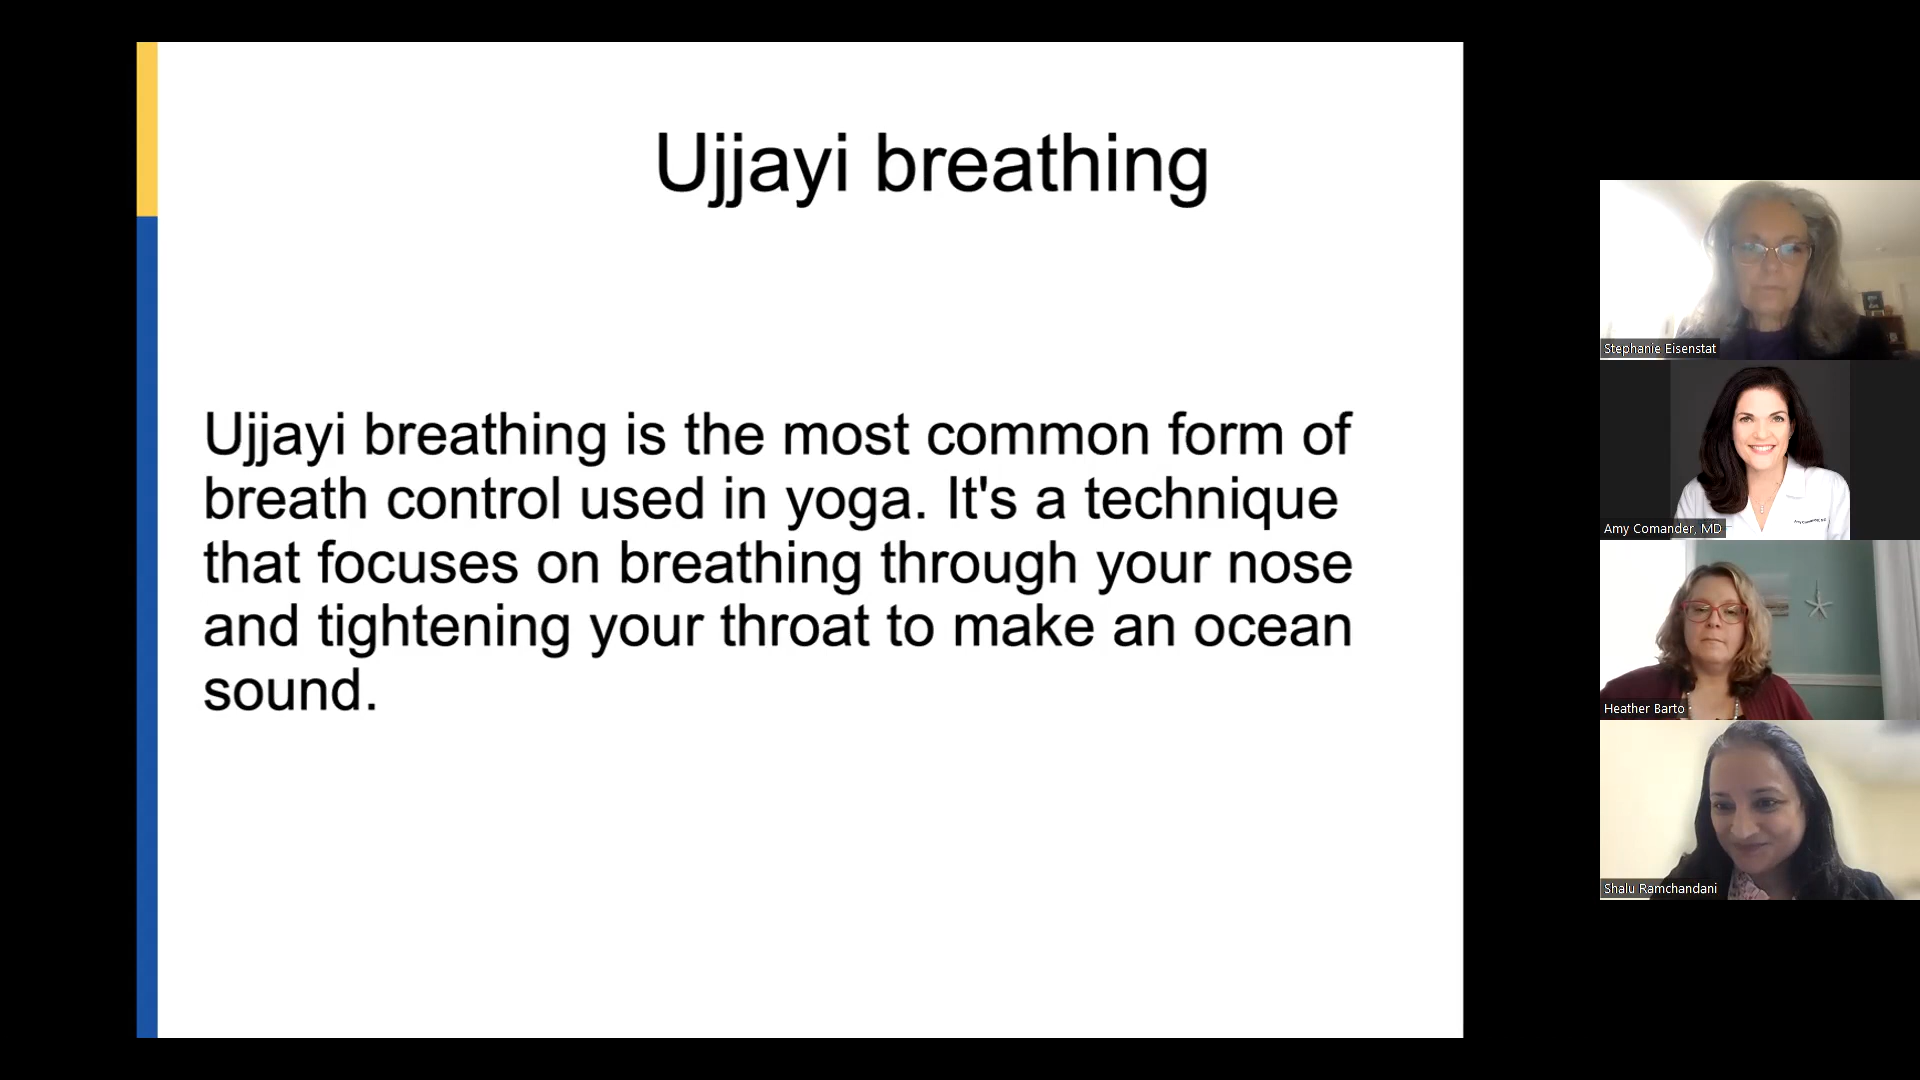 Ujjayi breathing
Ujjayi breathing is the most common form of
breath control used in yoga. It's a technique
that focuses on breathing through your nose
and tightening your throat to make an ocean
sound.
Stephanie Eisenstat
Amy Comander, MD
Heather Barto
Shalu Ramchandani